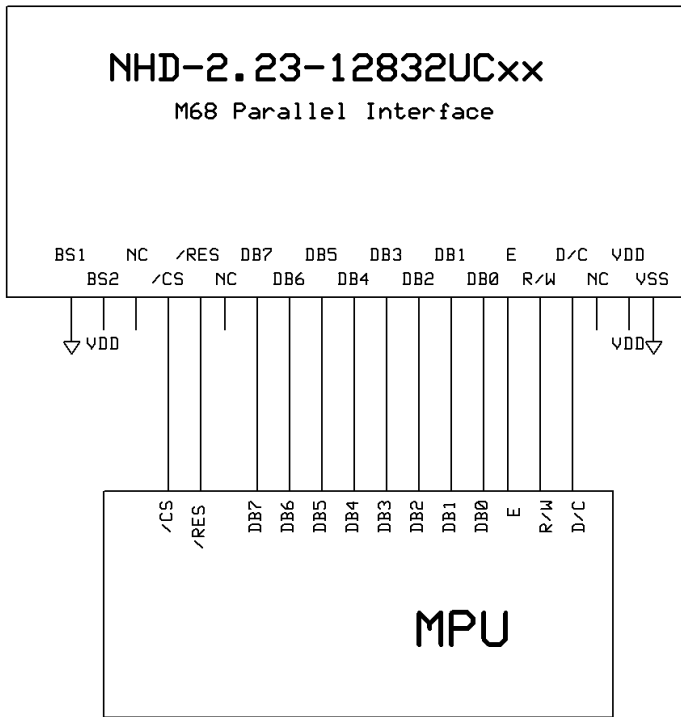 NHD-2.23-12832UCxx
M68 Parallel Interface
BS1 NC /RES DB7 DB5 DB3 DB1 E D/C VDD
BS2 /CS NC DB6 DB4 DB2 DB0 R/W NC VSS
VDD VDD
/CS /RES DB7 DB6 DB5 DB4 DB3 DB2 DB1 DB0 E R/W D/C
MPU